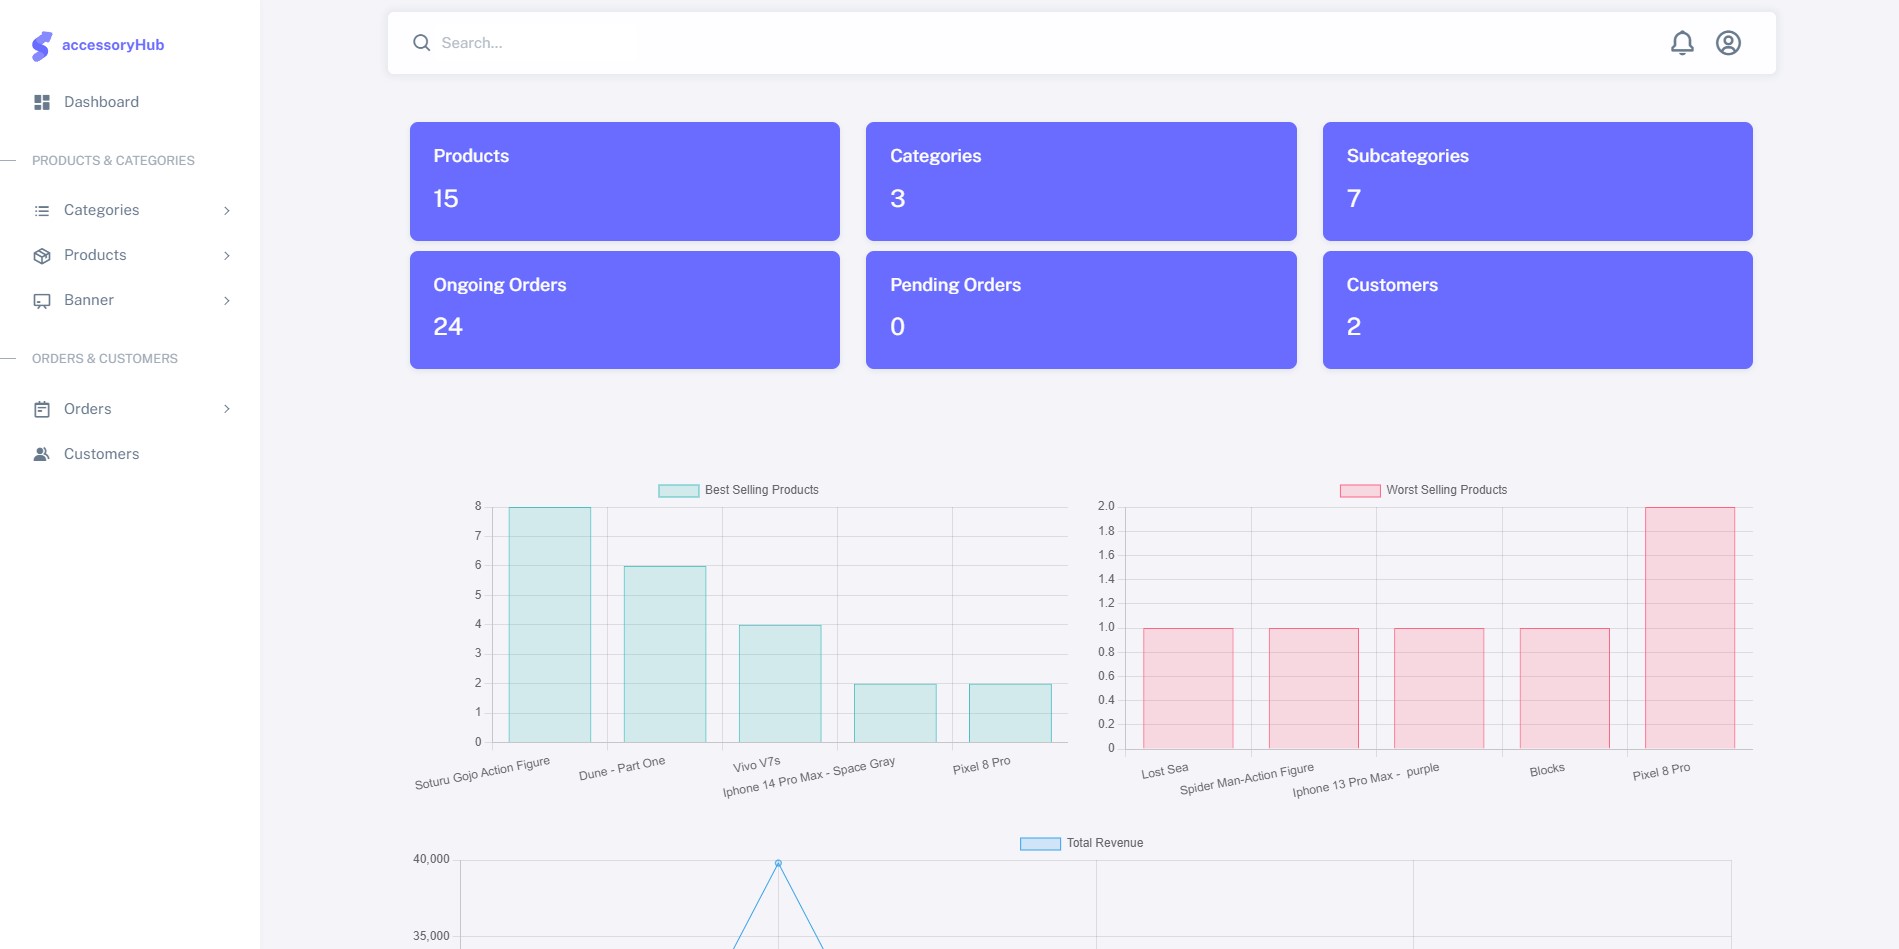 accessoryHub
Search...
Dashboard
PRODUCTS & CATEGORIES
Categories
Products
Banner
ORDERS & CUSTOMERS
Orders
Customers
Products
15
Categories
3
Subcategories
7
Ongoing Orders
24
Pending Orders
0
Customers
2
Best Selling Products
8
7
6
5
4
3
2
1
0
Soturu Gojo Action Figure
Dune - Part One
Vivo V7s
Iphone 14 Pro Max - Space Gray
Pixel 8 Pro
Worst Selling Products
2.0
1.8
1.6
1.4
1.2
1.0
0.8
0.6
0.4
0.2
0
Lost Sea
Spider Man-Action Figure
Iphone 13 Pro Max -  purple
Blocks
Pixel 8 Pro
Total Revenue
40,000
35,000